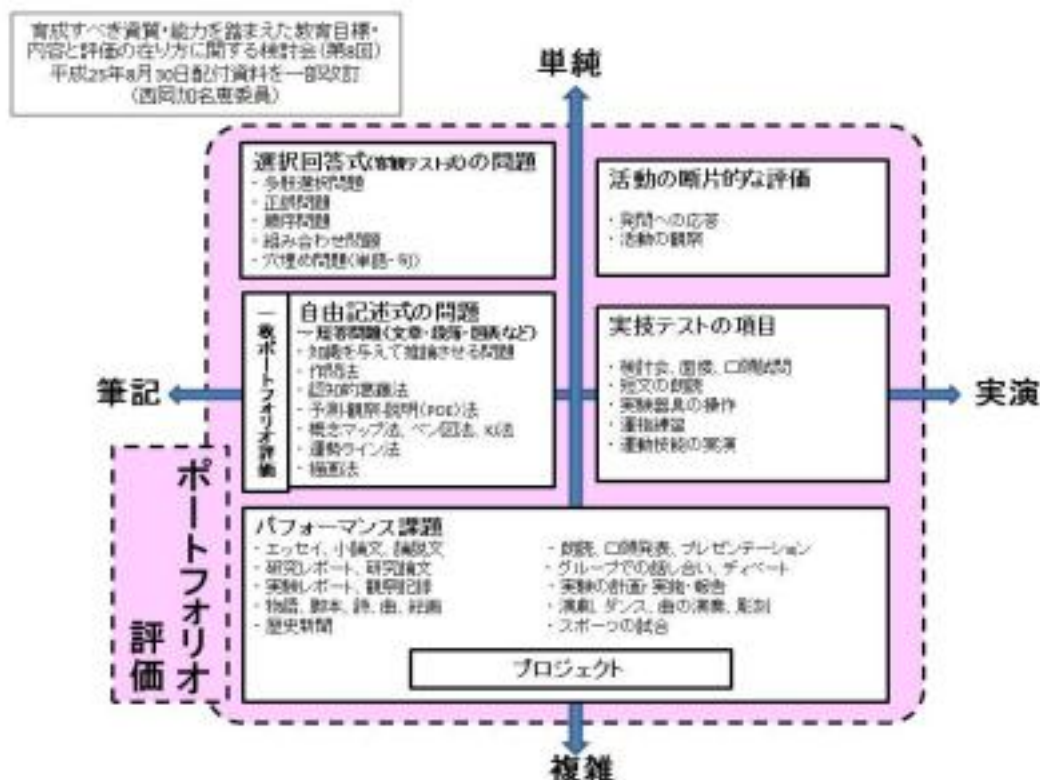 育成すべき資質・能力を踏まえた教育目標・
内容と評価の在り方に関する検討会(第8回)
平成25年8月30日配付資料を一部改訂
(西岡加名恵委員)
単純
選択回答式(客観テスト式)の問題
・多肢選択問題
・正誤問題
・順序問題
・組み合わせ問題
・穴埋め問題(単語・句)
活動の断片的な評価
・発問への応答
・活動の観察
一枚ポートフォリオ評価
自由記述式の問題
ー短答問題(文章・段落・図表など)
・知識を与えて推論させる問題
・作問法
・認知的葛藤法
・予測-観察-説明(POE)法
・概念マップ法、ベン図法、KJ法
・運勢ライン法
・描画法
実技テストの項目
・検討会、面接、口頭試問
・短文の朗読
・実験器具の操作
・運指練習
・運動技能の実演
筆記
実演
ポートフォリオ
評価
パフォーマンス課題
・エッセイ、小論文、論説文
・研究レポート、研究論文
・実験レポート、観察記録
・物語、脚本、詩、曲、絵画
・歴史新聞
・朗読、口頭発表、プレゼンテーション
・グループでの話し合い、ディベート
・実験の計画・実施・報告
・演劇、ダンス、曲の演奏、彫刻
・スポーツの試合
プロジェクト
複雑